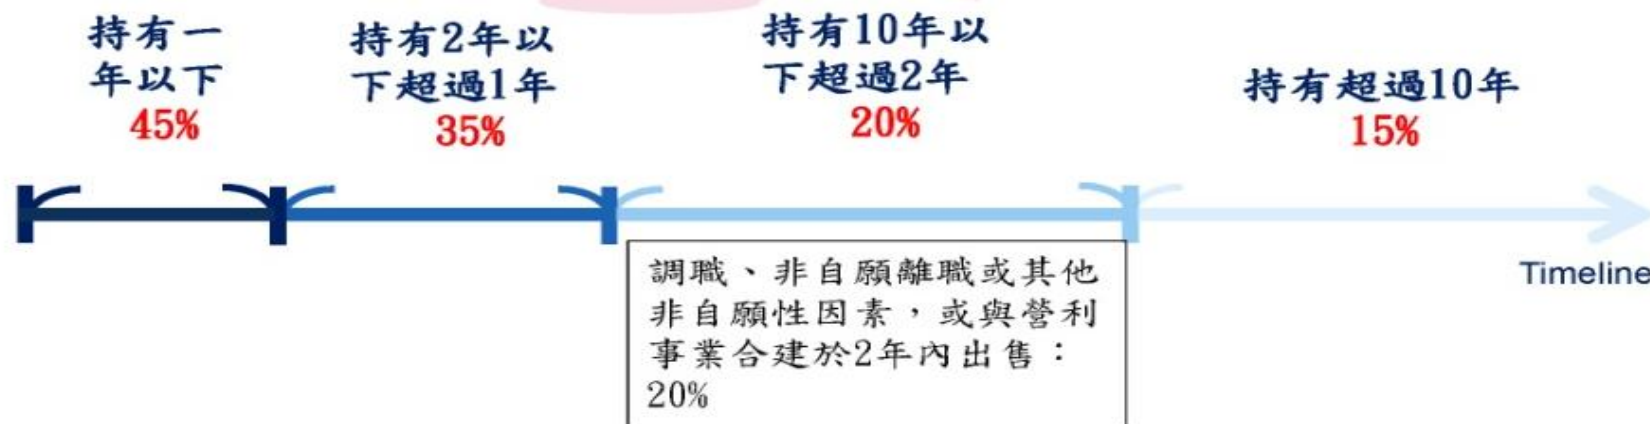 持有一
年以下
45%
持有2年以
下超過1年
35%
持有10年以
下超過2年
20%
持有超過10年
15%
Timeline
調職、非自願離職或其他
非自願性因素，或與營利
事業合建於2年內出售：
20%